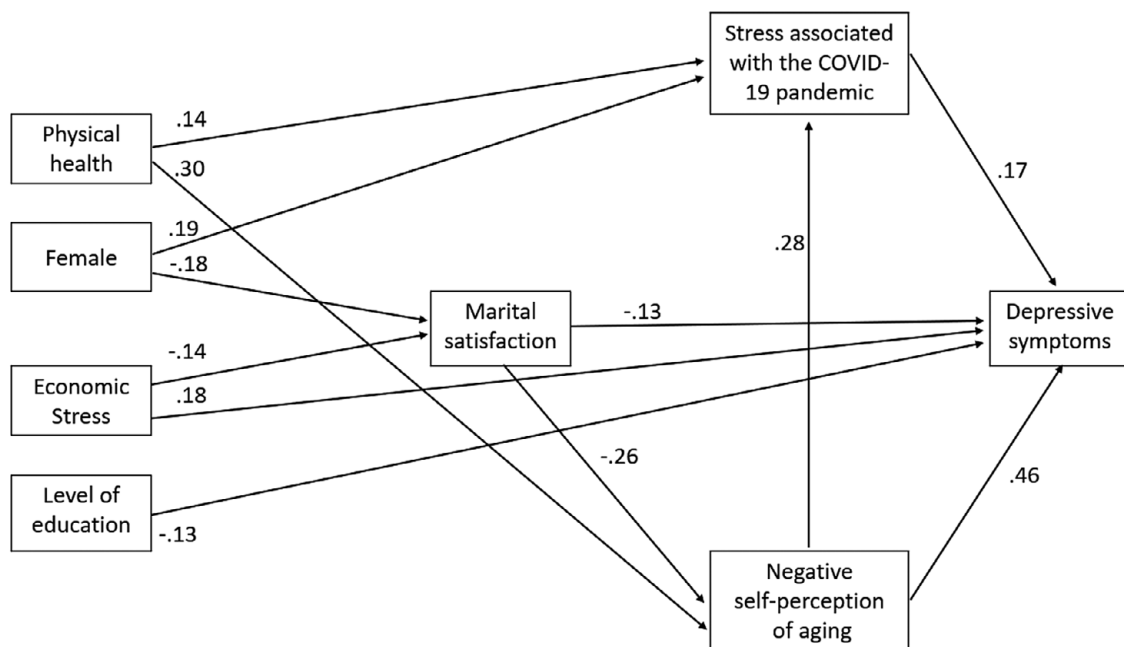 Stress associated
with the COVID-
19 pandemic
.14
Physical
health
.30
.17
.19
Female
-.18
.28
Marital
satisfaction
-.13
Depressive
symptoms
-.14
Economic
Stress
.18
-.26
.46
Level of
education
-.13
Negative
self-perception
of aging